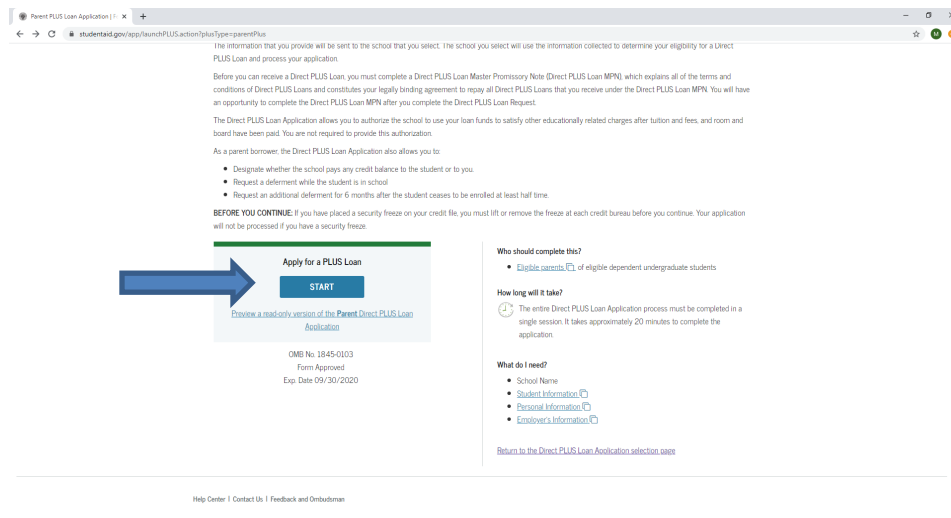 Parent PLUS Loan Application | F
studentaid.gov/app/launchPLUS.action?plusType=parentPlus
M
The information that you provide will be sent to the school that you select. The school you select will use the information collected to determine your eligibility for a Direct
PLUS Loan and process your application.
Before you can receive a Direct PLUS Loan, you must complete a Direct PLUS Loan Master Promissory Note (Direct PLUS Loan MPN), which explains all of the terms and
conditions of Direct PLUS Loans and constitutes your legally binding agreement to repay all Direct PLUS Loans that you receive under the Direct PLUS Loan MPN. You will have
an opportunity to complete the Direct PLUS Loan MPN after you complete the Direct PLUS Loan Request.
The Direct PLUS Loan Application allows you to authorize the school to use your loan funds to satisfy other educationally related charges after tuition and fees, and room and
board have been paid. You are not required to provide this authorization.
As a parent borrower, the Direct PLUS Loan Application also allows you to:
• Designate whether the school pays any credit balance to the student or to you.
• Request a deferment while the student is in school
• Request an additional deferment for 6 months after the student ceases to be enrolled at least half time.
BEFORE YOU CONTINUE: If you have placed a security freeze on your credit file, you must lift or remove the freeze at each credit bureau before you continue. Your application
will not be processed if you have a security freeze.
Apply for a PLUS Loan
START
Preview a read-only version of the Parent Direct PLUS Loan
Application
OMB No. 1845-0103
Form Approved
Exp. Date 09/30/2020
Who should complete this?
• Eligible parents, of eligible dependent undergraduate students
How long will it take?
The entire Direct PLUS Loan Application process must be completed in a
single session. It takes approximately 20 minutes to complete the
application.
What do I need?
• School Name
• Student Information
• Personal Information
• Employer's Information
Return to the Direct PLUS Loan Application selection page
Help Center | Contact Us | Feedback and Ombudsman